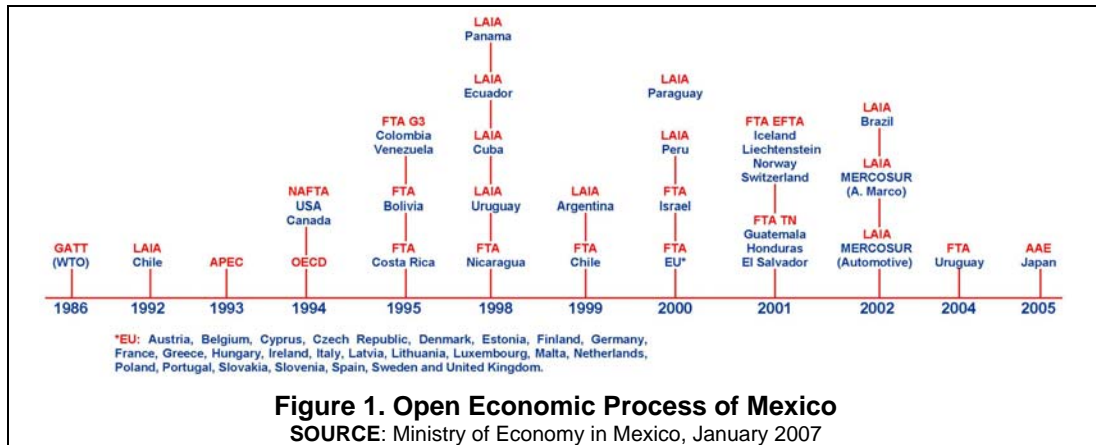 GATT
(WTO)
1986
LAIA
Chile
1992
APEC
1993
NAFTA
USA
Canada
OECD
1994
FTA G3
Colombia
Venezuela
FTA
Bolivia
FTA
Costa Rica
1995
LAIA
Panama
LAIA
Ecuador
LAIA
Cuba
LAIA
Uruguay
FTA
Nicaragua
1998
LAIA
Argentina
FTA
Chile
1999
LAIA
Paraguay
LAIA
Peru
FTA
Israel
FTA
EU*
2000
FTA EFTA
Iceland
Liechtenstein
Norway
Switzerland
FTA TN
Guatemala
Honduras
El Salvador
2001
LAIA
Brazil
LAIA
MERCOSUR
(A. Marco)
LAIA
MERCOSUR
(Automotive)
2002
FTA
Uruguay
2004
AAE
Japan
2005
*EU: Austria, Belgium, Cyprus, Czech Republic, Denmark, Estonia, Finland, Germany,
France, Greece, Hungary, Ireland, Italy, Latvia, Lithuania, Luxembourg, Malta, Netherlands,
Poland, Portugal, Slovakia, Slovenia, Spain, Sweden and United Kingdom.
Figure 1. Open Economic Process of Mexico
SOURCE: Ministry of Economy in Mexico, January 2007